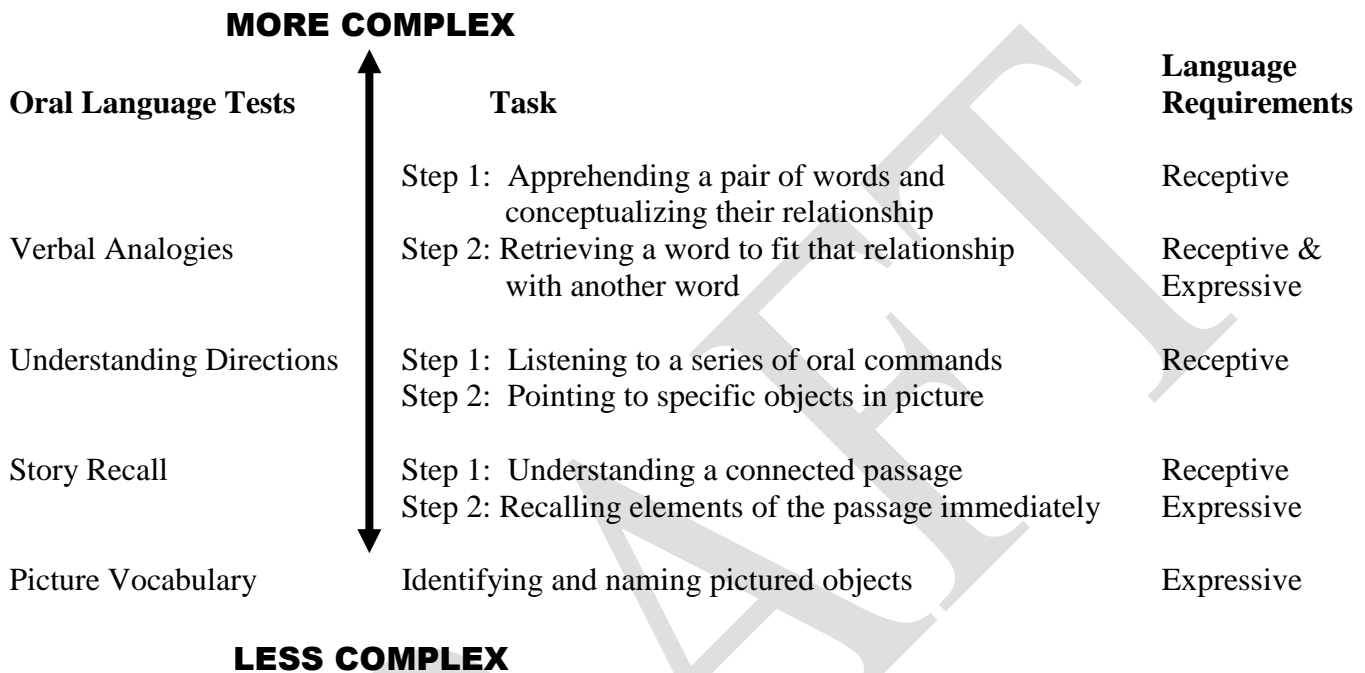 MORE COMPLEX
Language
Oral Language Tests Task Requirements
Step 1: Apprehending a pair of words and Receptive
conceptualizing their relationship
Verbal Analogies Step 2: Retrieving a word to fit that relationship Receptive &
with another word Expressive
Understanding Directions Step 1: Listening to a series of oral commands Receptive
Step 2: Pointing to specific objects in picture
Story Recall Step 1: Understanding a connected passage Receptive
Step 2: Recalling elements of the passage immediately Expressive
Picture Vocabulary Identifying and naming pictured objects Expressive
LESS COMPLEX
AFT